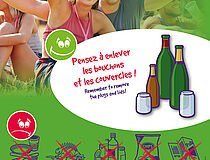 Pensez à enlever
les bouchons
et les couvercles !
Remember to remove
the plugs and lids!